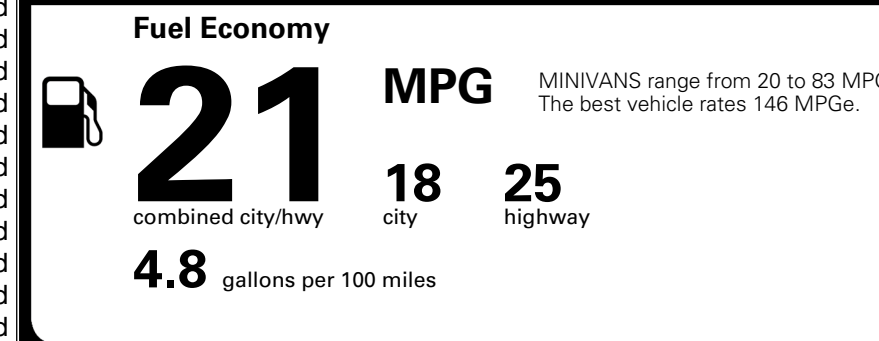 Fuel Economy
21 MPG
MINIVANS range from 20 to 83 MPG
The best vehicle rates 146 MPGe.
18 25
combined city/hwy city highway
4.8 gallons per 100 miles
d
d
d
d
d
d
d
d
d
d
d